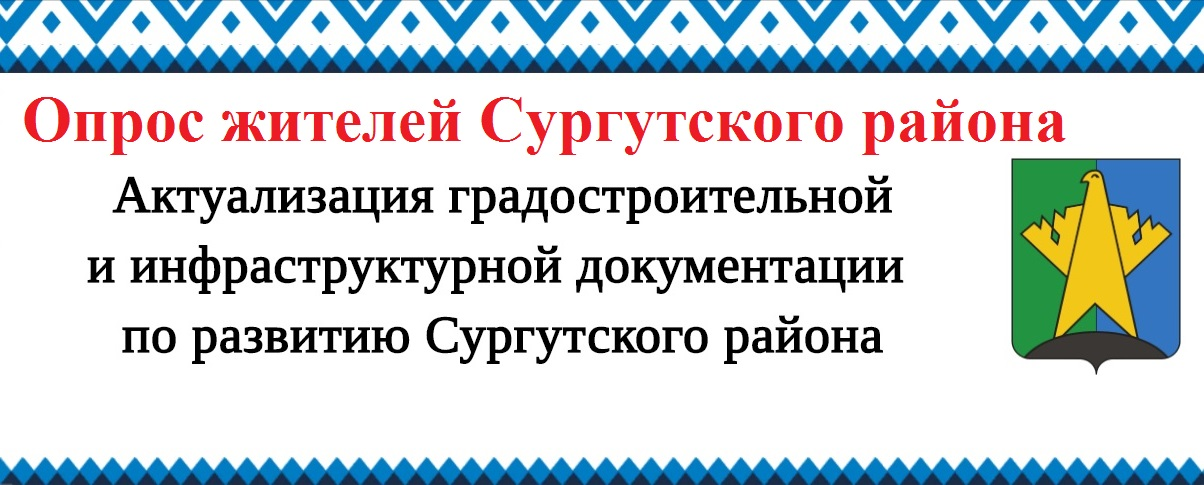 Опрос жителей Сургутского района
Актуализация градостроительной
и инфраструктурной документации
по развитию Сургутского района